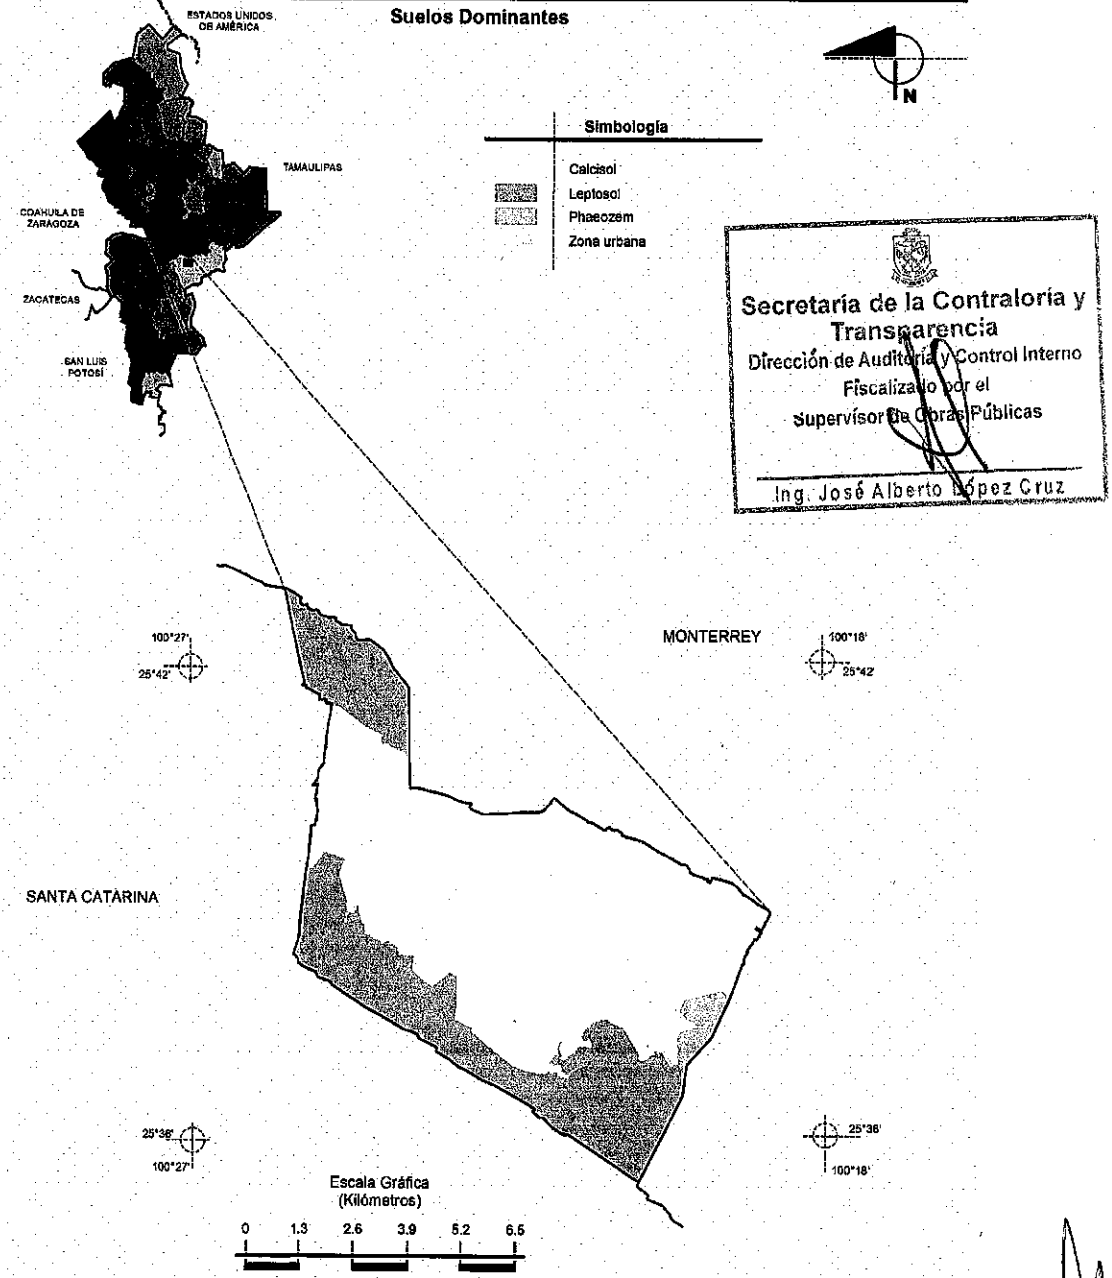 Suelos Dominantes
ESTADOS UNIDOS
DE AMÉRICA
TAMAULIPAS
COAHUILA DE
ZARAGOZA
ZACATECAS
SAN LUIS
POTOSÍ
N
Simbología
Calcisol
Leptosol
Phaeozem
Zona urbana
Secretaría de la Contraloría y
Transparencia
Dirección de Auditoría y Control Interno
Fiscalizado por el
Supervisor de Obras Públicas
Ing. José Alberto López Cruz
100°27'
25°42'
MONTERREY
100°18'
25°42'
SANTA CATARINA
25°36'
100°27'
25°36'
100°18'
Escala Gráfica
(Kilómetros)
0 1.3 2.6 3.9 5.2 6.5